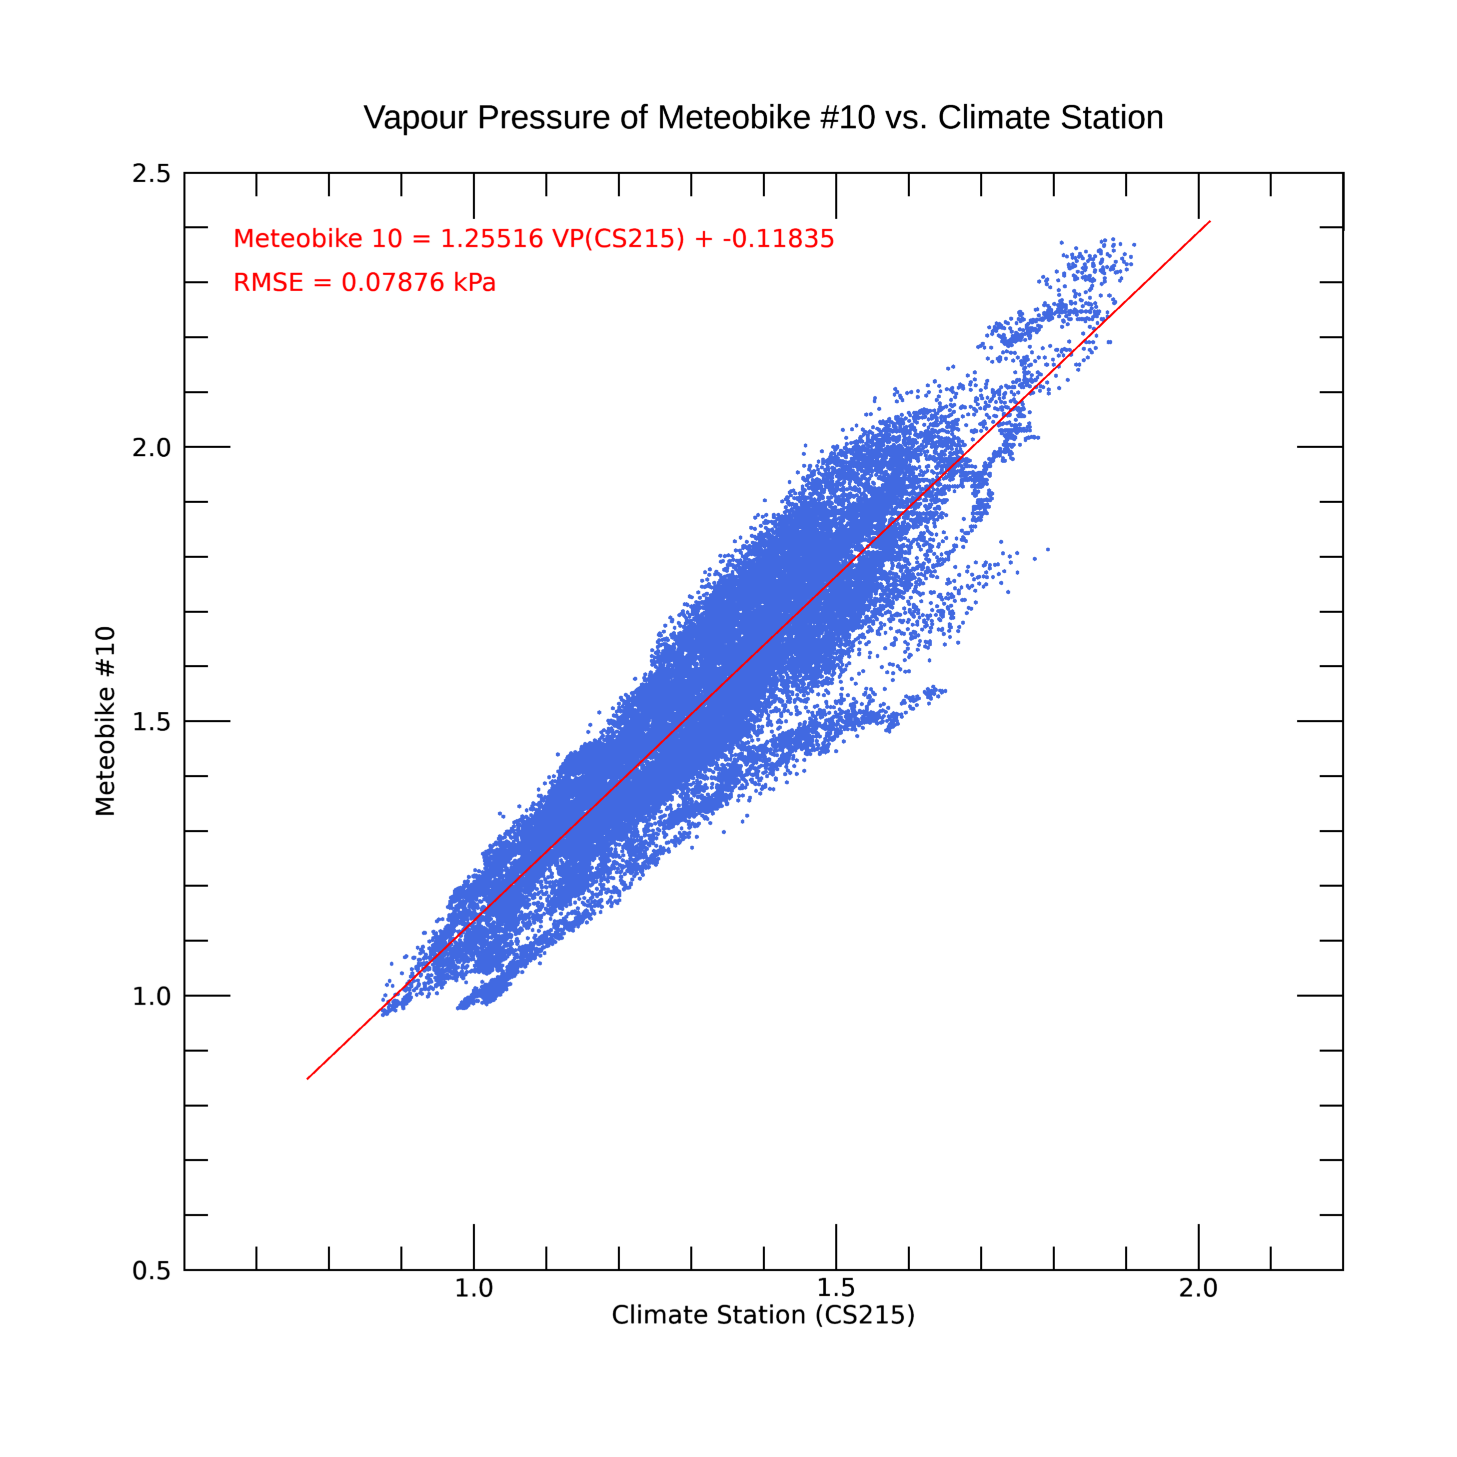 Vapour Pressure of Meteobike #10 vs. Climate Station
2.5
Meteobike 10 = 1.25516 VP(CS215) + -0.11835
RMSE = 0.07876 kPa
2.0
Meteobike #10
1.5
1.0
0.5
1.0 1.5 2.0
Climate Station (CS215)